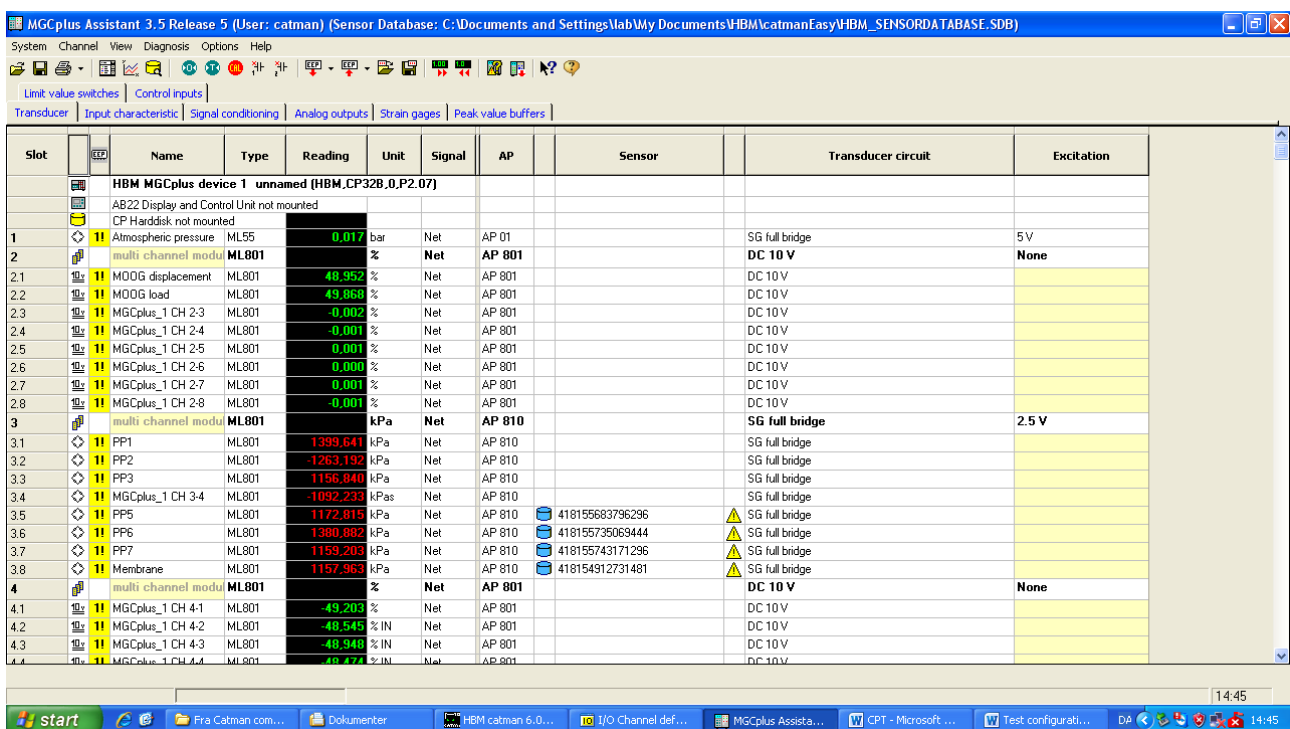 MGCplus Assistant 3.5 Release 5 (User: catman) (Sensor Database: C:\Documents and Settings\lab\My Documents\HBM\catmanEasy\HBM_SENSORDATABASE.SDB)
System Channel View Diagnosis Options Help
Limit value switches Control inputs
Transducer Input characteristic Signal conditioning Analog outputs Strain gages Peak value buffers
Slot Name Type Reading Unit Signal AP Sensor Transducer circuit Excitation
HBM MGCplus device 1 unnamed (HBM,CP32B,0,P2.07)
AB22 Display and Control Unit not mounted
CP Harddisk not mounted
1 1! Atmospheric pressure ML55 0,017 bar Net AP 01 SG full bridge 5 V
2 multi channel modul ML801 % Net AP 801 DC 10 V None
2.1 1! MOOG displacement ML801 48,952 % Net AP 801 DC 10 V
2.2 1! MOOG load ML801 49,868 % Net AP 801 DC 10 V
2.3 1! MGCplus_1 CH 2-3 ML801 -0,002 % Net AP 801 DC 10 V
2.4 1! MGCplus_1 CH 2-4 ML801 -0,001 % Net AP 801 DC 10 V
2.5 1! MGCplus_1 CH 2-5 ML801 0,001 % Net AP 801 DC 10 V
2.6 1! MGCplus_1 CH 2-6 ML801 0,000 % Net AP 801 DC 10 V
2.7 1! MGCplus_1 CH 2-7 ML801 0,001 % Net AP 801 DC 10 V
2.8 1! MGCplus_1 CH 2-8 ML801 -0,001 % Net AP 801 DC 10 V
3 multi channel modul ML801 kPa Net AP 810 SG full bridge 2.5 V
3.1 1! PP1 ML801 1399,641 kPa Net AP 810 SG full bridge
3.2 1! PP2 ML801 -1263,192 kPa Net AP 810 SG full bridge
3.3 1! PP3 ML801 1156,840 kPa Net AP 810 SG full bridge
3.4 1! MGCplus_1 CH 3-4 ML801 -1092,233 kPas Net AP 810 SG full bridge
3.5 1! PP5 ML801 1172,815 kPa Net AP 810 418155683796296 SG full bridge
3.6 1! PP6 ML801 1380,882 kPa Net AP 810 418155735069444 SG full bridge
3.7 1! PP7 ML801 1159,203 kPa Net AP 810 418155743171296 SG full bridge
3.8 1! Membrane ML801 1157,963 kPa Net AP 810 418154912731481 SG full bridge
4 multi channel modul ML801 % Net AP 801 DC 10 V None
4.1 1! MGCplus_1 CH 4-1 ML801 -49,203 % Net AP 801 DC 10 V
4.2 1! MGCplus_1 CH 4-2 ML801 -48,545 % IN Net AP 801 DC 10 V
4.3 1! MGCplus_1 CH 4-3 ML801 -48,948 % IN Net AP 801 DC 10 V
4.4 1! MGCplus_1 CH 4-4 ML801 -48,474 % IN Net AP 801 DC 10 V
14:45
start Fra Catman com... Dokumenter HBM catman 6.0... I/O Channel def... MGCplus Assista... CPT - Microsoft ... Test configurati... DA 14:45